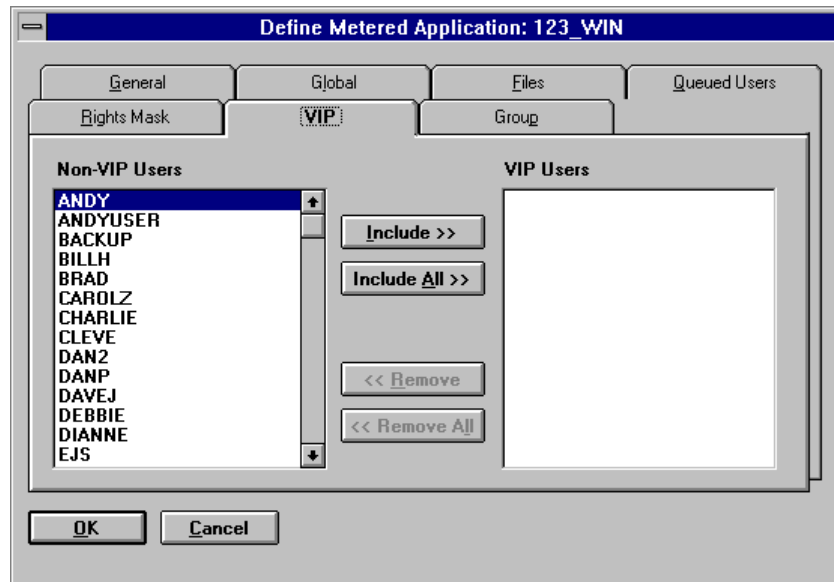 Define Metered Application: 123_WIN
General Global Files Queued Users
Rights Mask VIP Group
Non-VIP Users VIP Users
ANDY
ANDYUSER
BACKUP
BILLH
BRAD
CAROLZ
CHARLIE
CLEVE
DAN2
DANP
DAVEJ
DEBBIE
DIANNE
EJS
Include >>
Include All >>
<< Remove
<< Remove All
OK Cancel